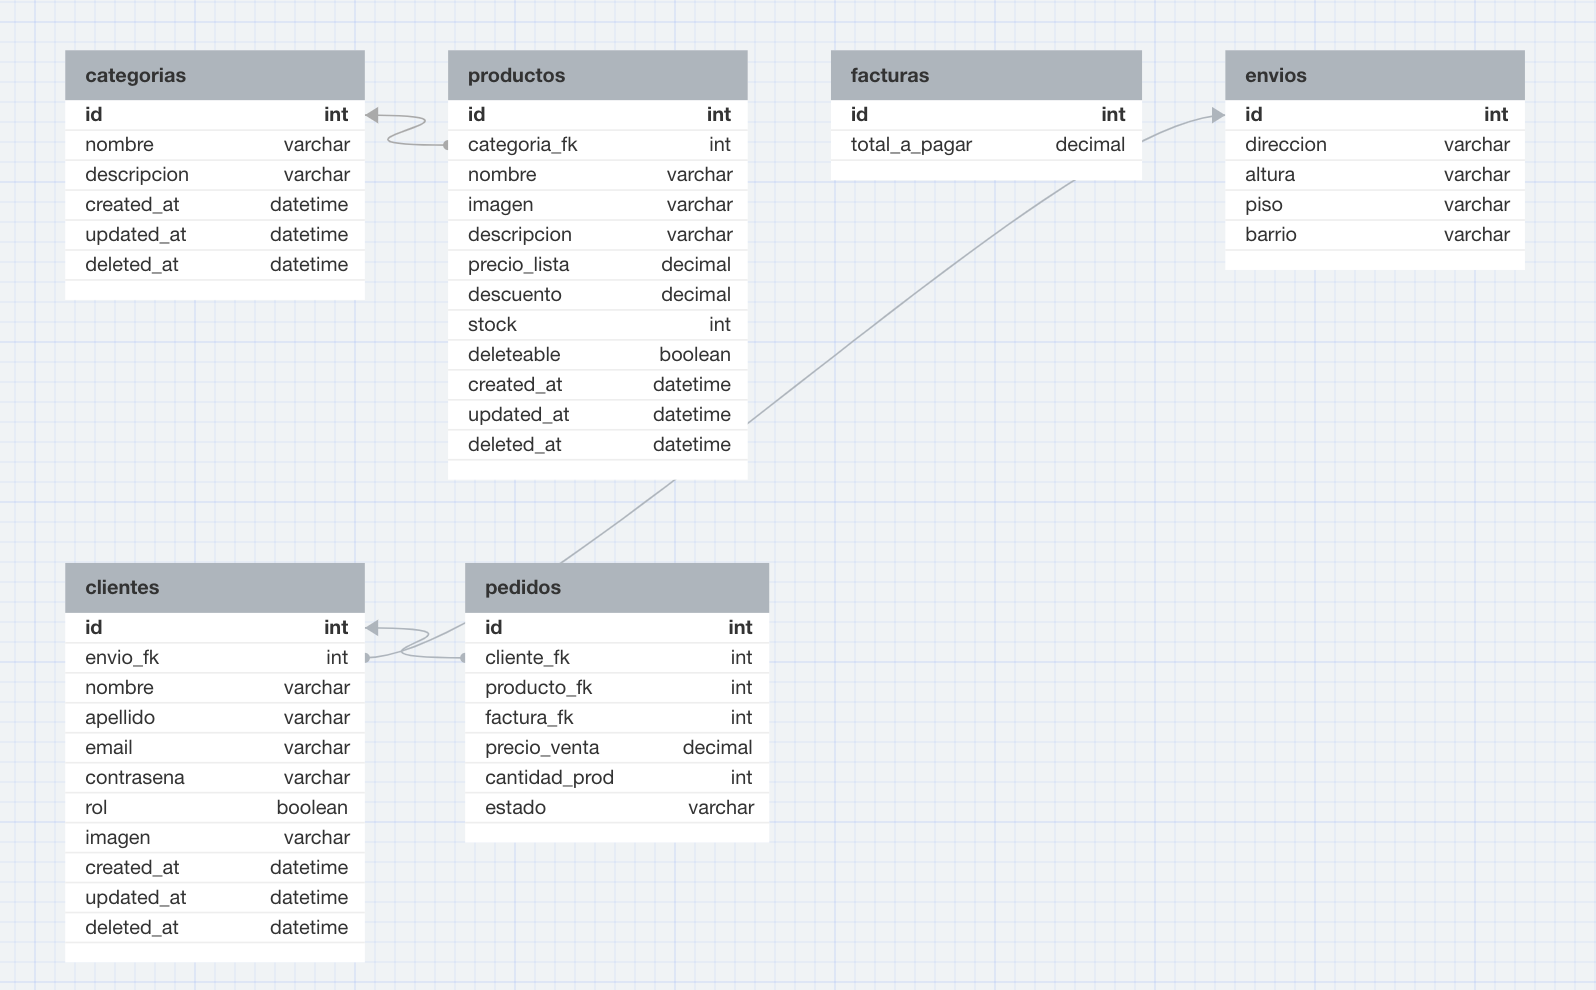 categorias
id int
nombre varchar
descripcion varchar
created_at datetime
updated_at datetime
deleted_at datetime
productos
id int
categoria_fk int
nombre varchar
imagen varchar
descripcion varchar
precio_lista decimal
descuento decimal
stock int
deleteable boolean
created_at datetime
updated_at datetime
deleted_at datetime
facturas
id int
total_a_pagar decimal
envios
id int
direccion varchar
altura varchar
piso varchar
barrio varchar
clientes
id int
envio_fk int
nombre varchar
apellido varchar
email varchar
contrasena varchar
rol boolean
imagen varchar
created_at datetime
updated_at datetime
deleted_at datetime
pedidos
id int
cliente_fk int
producto_fk int
factura_fk int
precio_venta decimal
cantidad_prod int
estado varchar